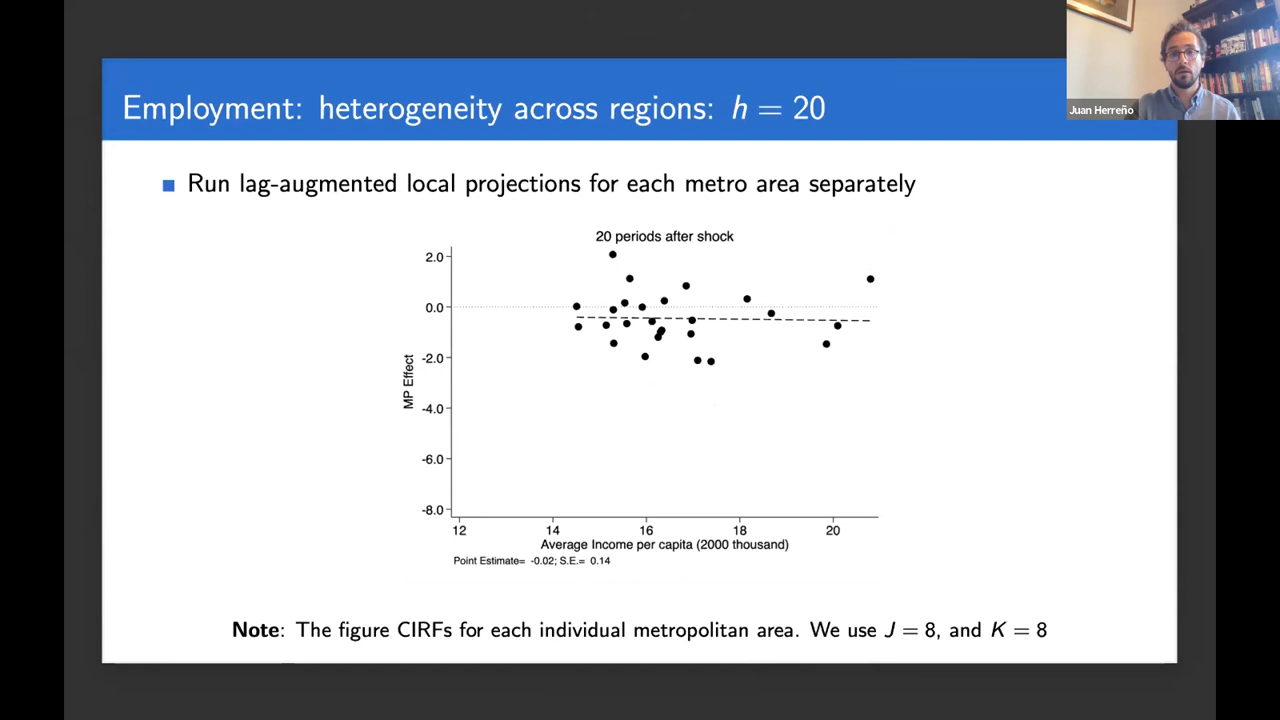 Employment: heterogeneity across regions: h = 20
Juan Herreño
Run lag-augmented local projections for each metro area separately
20 periods after shock
2.0
0.0
-2.0
-4.0
-6.0
-8.0
MP Effect
12 14 16 18 20
Average Income per capita (2000 thousand)
Point Estimate= -0.02; S.E.= 0.14
Note: The figure CIRFs for each individual metropolitan area. We use J = 8, and K = 8